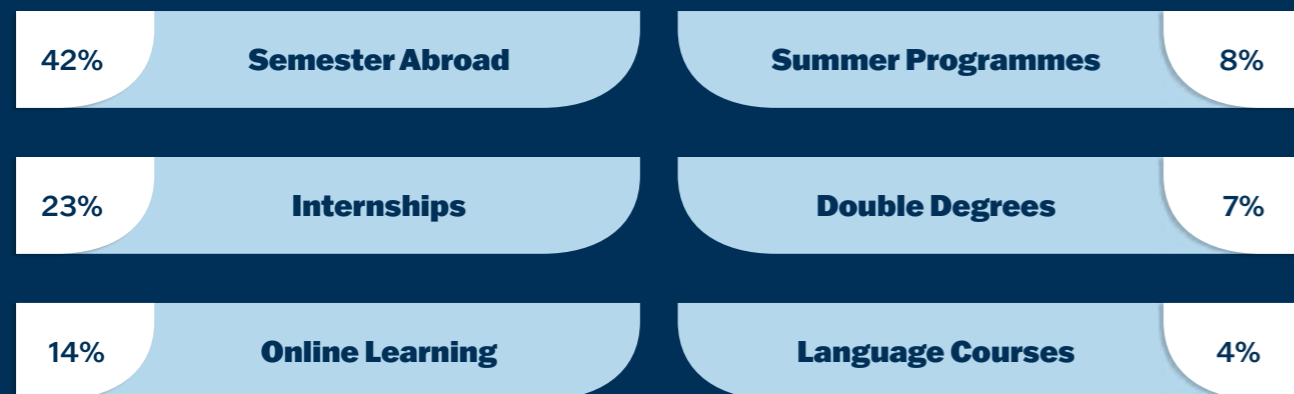 42% Semester Abroad Summer Programmes 8%
23% Internships Double Degrees 7%
14% Online Learning Language Courses 4%